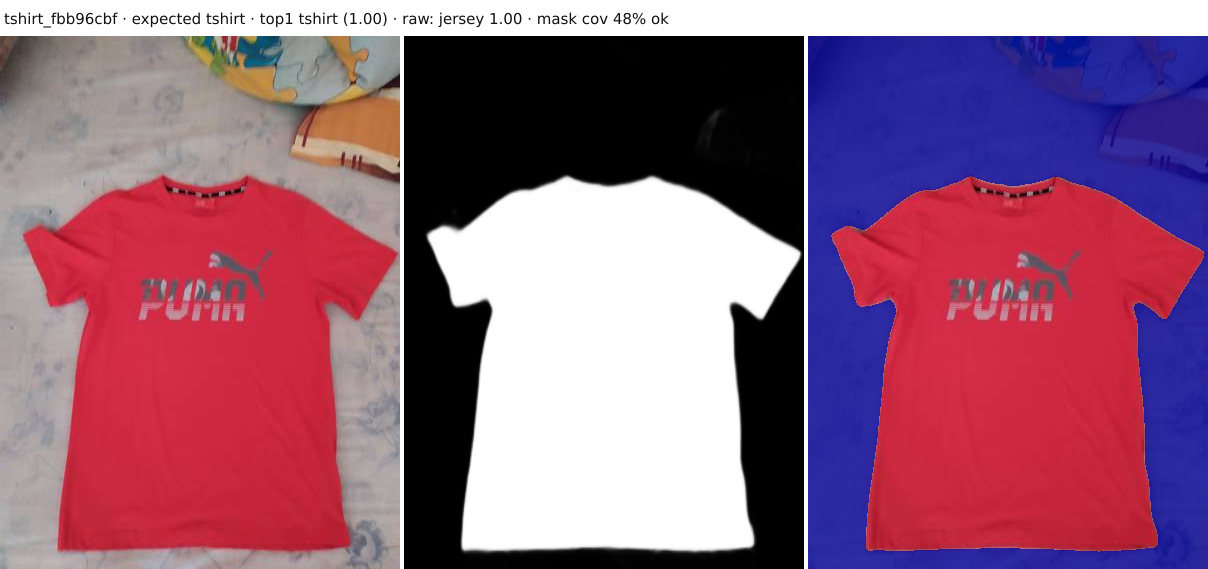 tshirt_fbb96cbf · expected tshirt · top1 tshirt (1.00) · raw: jersey 1.00 · mask cov 48% ok
PUMA
PUMA